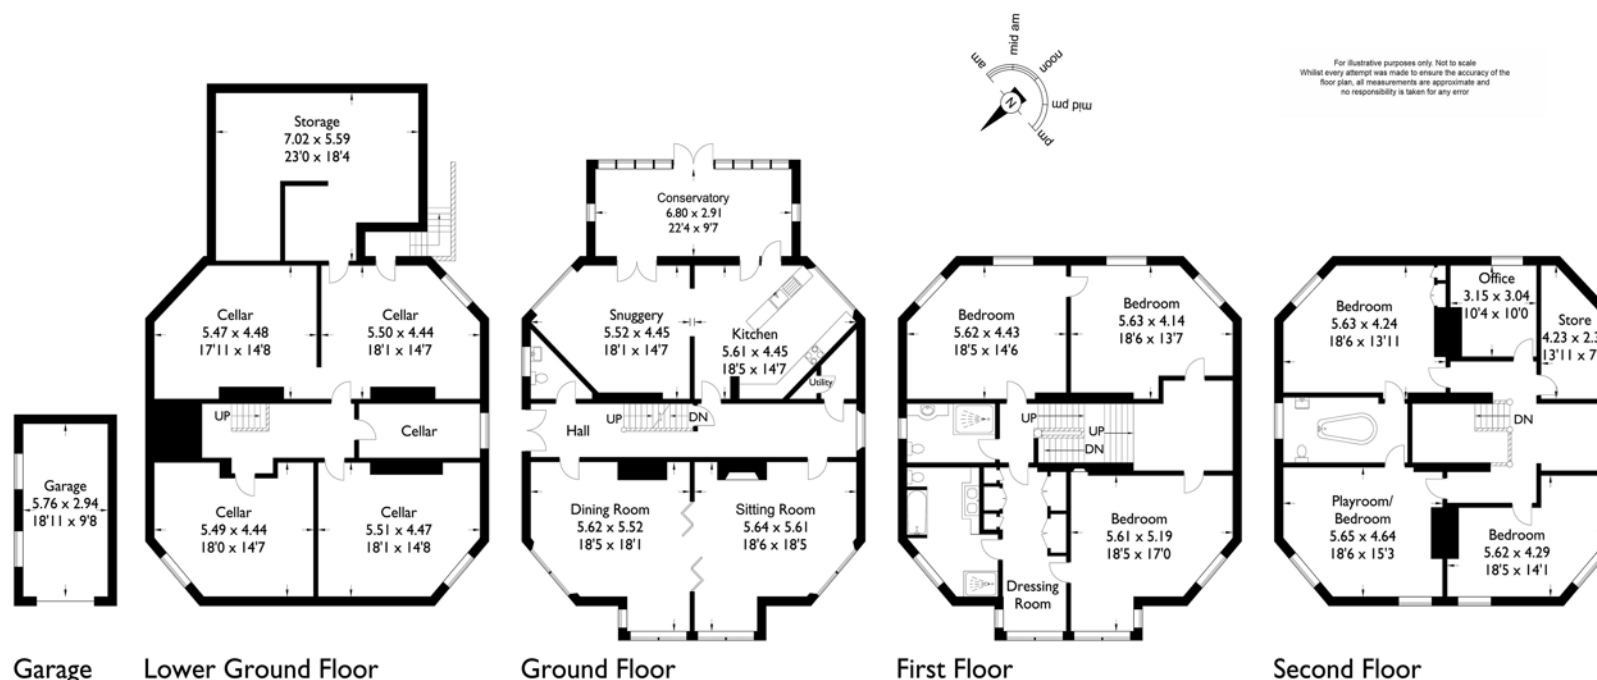 am
mid am
noon
mid pm
pm
N
For illustrative purposes only. Not to scale
Whilst every attempt was made to ensure the accuracy of the
floor plan, all measurements are approximate and
no responsibility is taken for any error
Garage
5.76 x 2.94
18'11 x 9'8
Garage
Storage
7.02 x 5.59
23'0 x 18'4
Cellar
5.47 x 4.48
17'11 x 14'8
Cellar
5.50 x 4.44
18'1 x 14'7
UP
Cellar
Cellar
5.49 x 4.44
18'0 x 14'7
Cellar
5.51 x 4.47
18'1 x 14'8
Lower Ground Floor
Conservatory
6.80 x 2.91
22'4 x 9'7
Snuggery
5.52 x 4.45
18'1 x 14'7
Kitchen
5.61 x 4.45
18'5 x 14'7
Utility
Hall
UP
DN
Dining Room
5.62 x 5.52
18'5 x 18'1
Sitting Room
5.64 x 5.61
18'6 x 18'5
Ground Floor
Bedroom
5.62 x 4.43
18'5 x 14'6
Bedroom
5.63 x 4.14
18'6 x 13'7
UP
UP
DN
Bedroom
5.61 x 5.19
18'5 x 17'0
Dressing
Room
First Floor
Bedroom
5.63 x 4.24
18'6 x 13'11
Office
3.15 x 3.04
10'4 x 10'0
Store
4.23 x 2.3
13'11 x 7'
DN
Playroom/
Bedroom
5.65 x 4.64
18'6 x 15'3
Bedroom
5.62 x 4.29
18'5 x 14'1
Second Floor